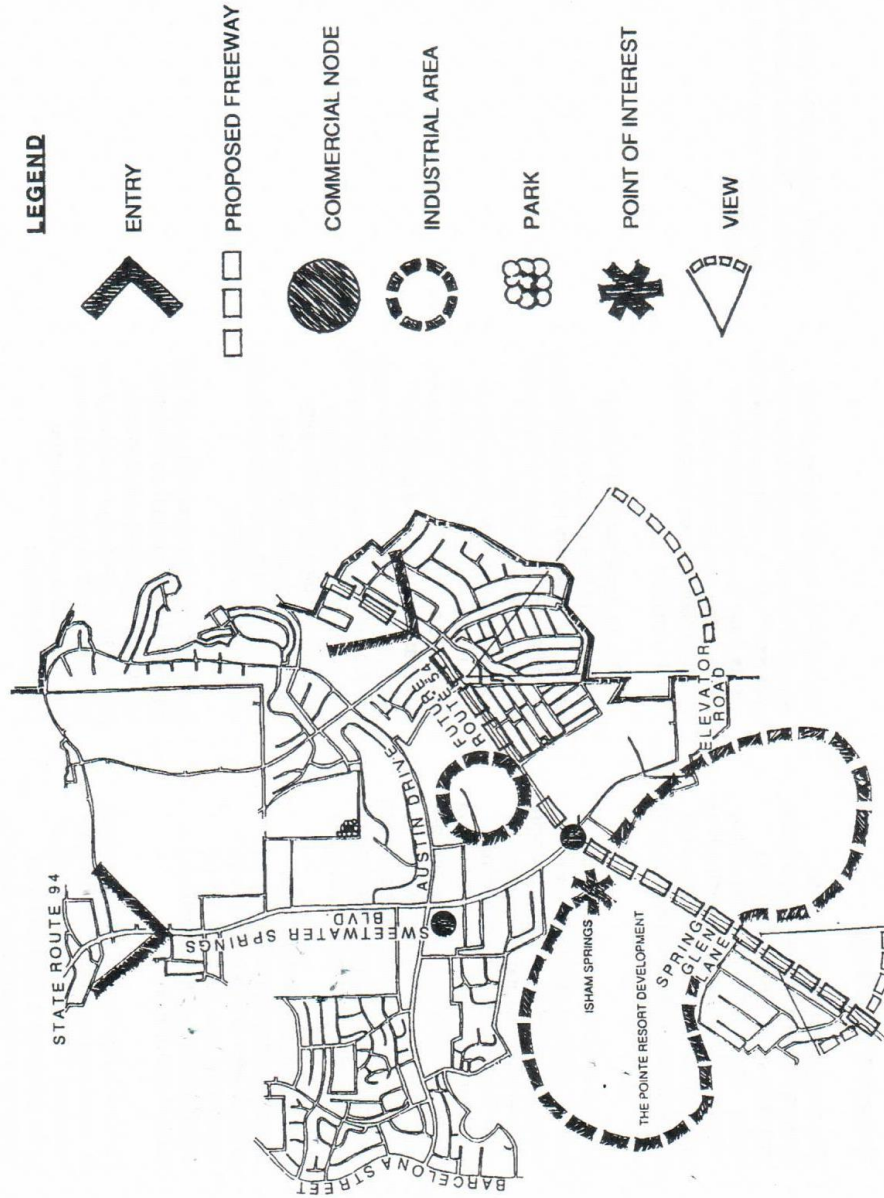 LEGEND
ENTRY
PROPOSED FREEWAY
COMMERCIAL NODE
INDUSTRIAL AREA
PARK
POINT OF INTEREST
VIEW
STATE ROUTE 94
SWEETWATER SPRINGS
BLVD.
AUSTIN DRIVE
FUTURE
ROUTE 54
BARCELONA STREET
ISHAM SPRINGS
THE POINTE RESORT DEVELOPMENT
SPRING
GLEN
LANE
ELEVATOR
ROAD